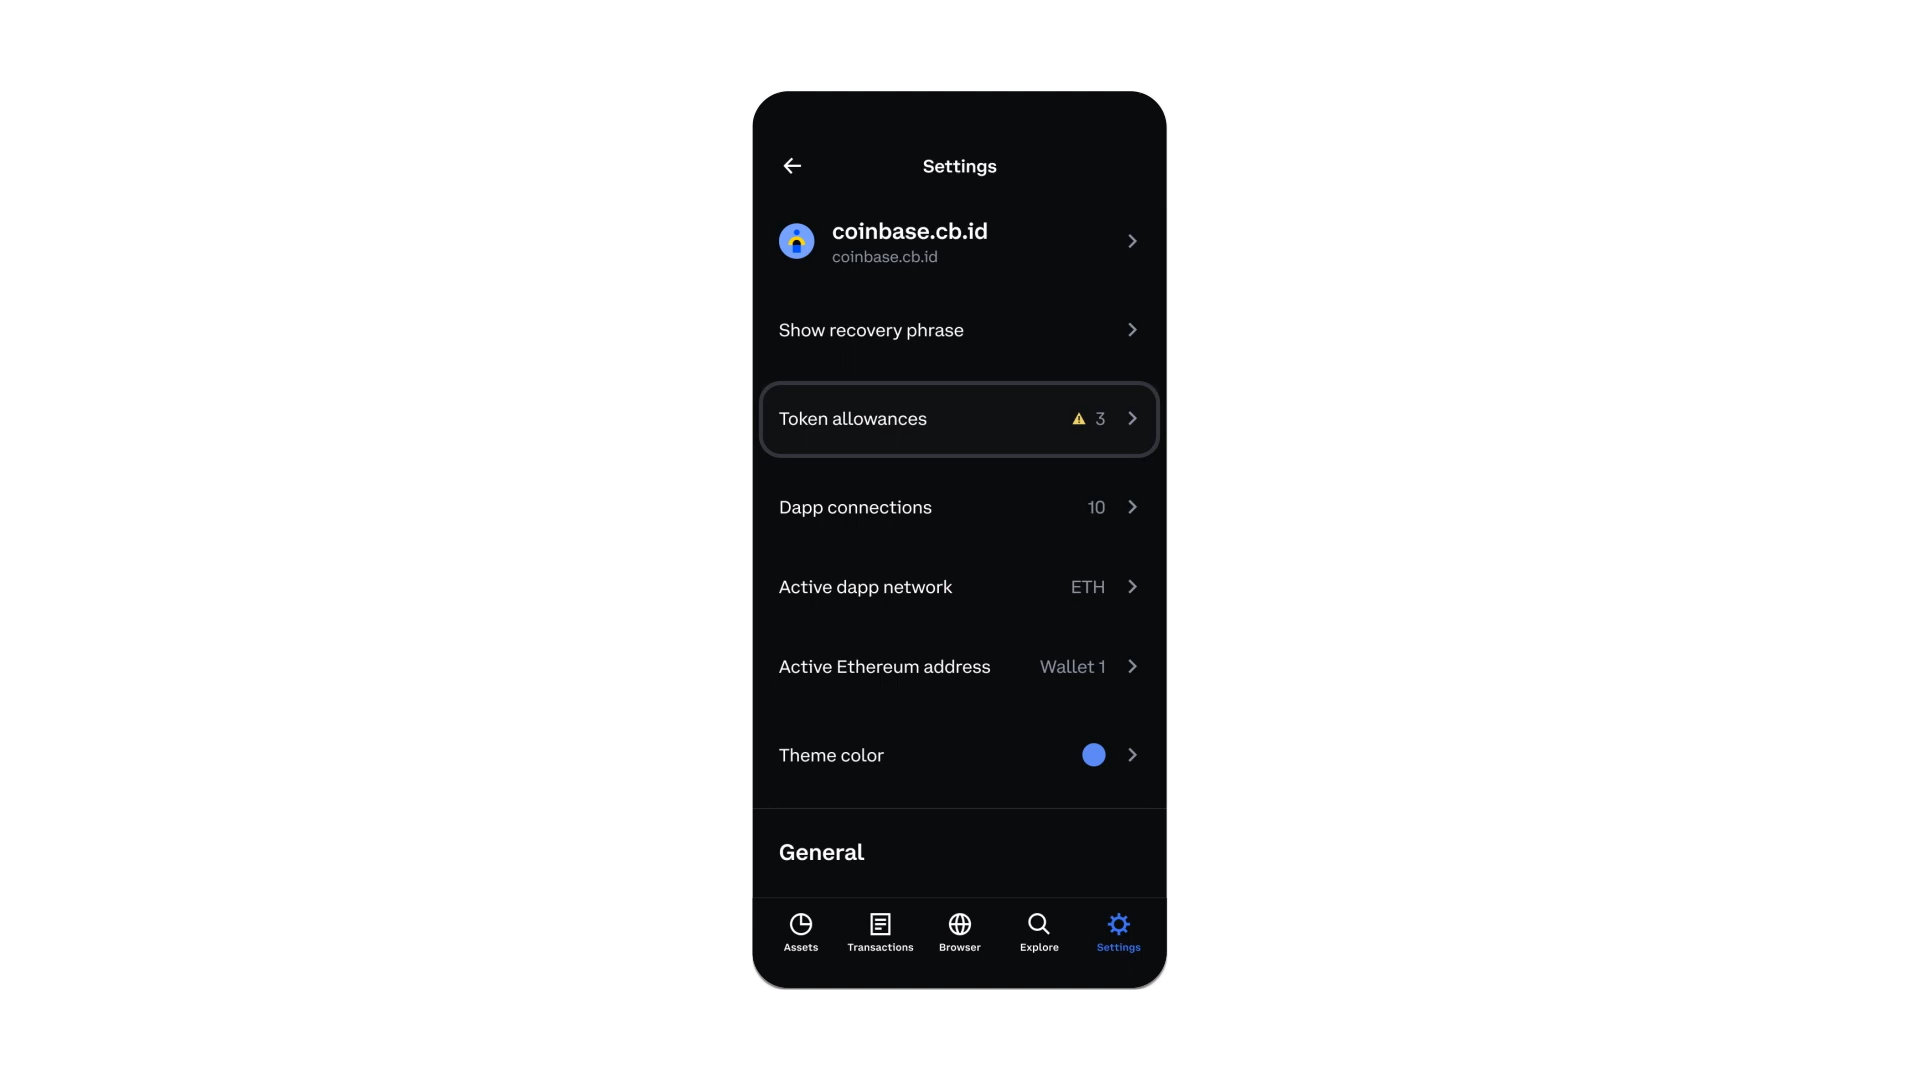 Settings
coinbase.cb.id
coinbase.cb.id
Show recovery phrase
Token allowances 3
Dapp connections 10
Active dapp network ETH
Active Ethereum address Wallet 1
Theme color
General
Assets Transactions Browser Explore Settings